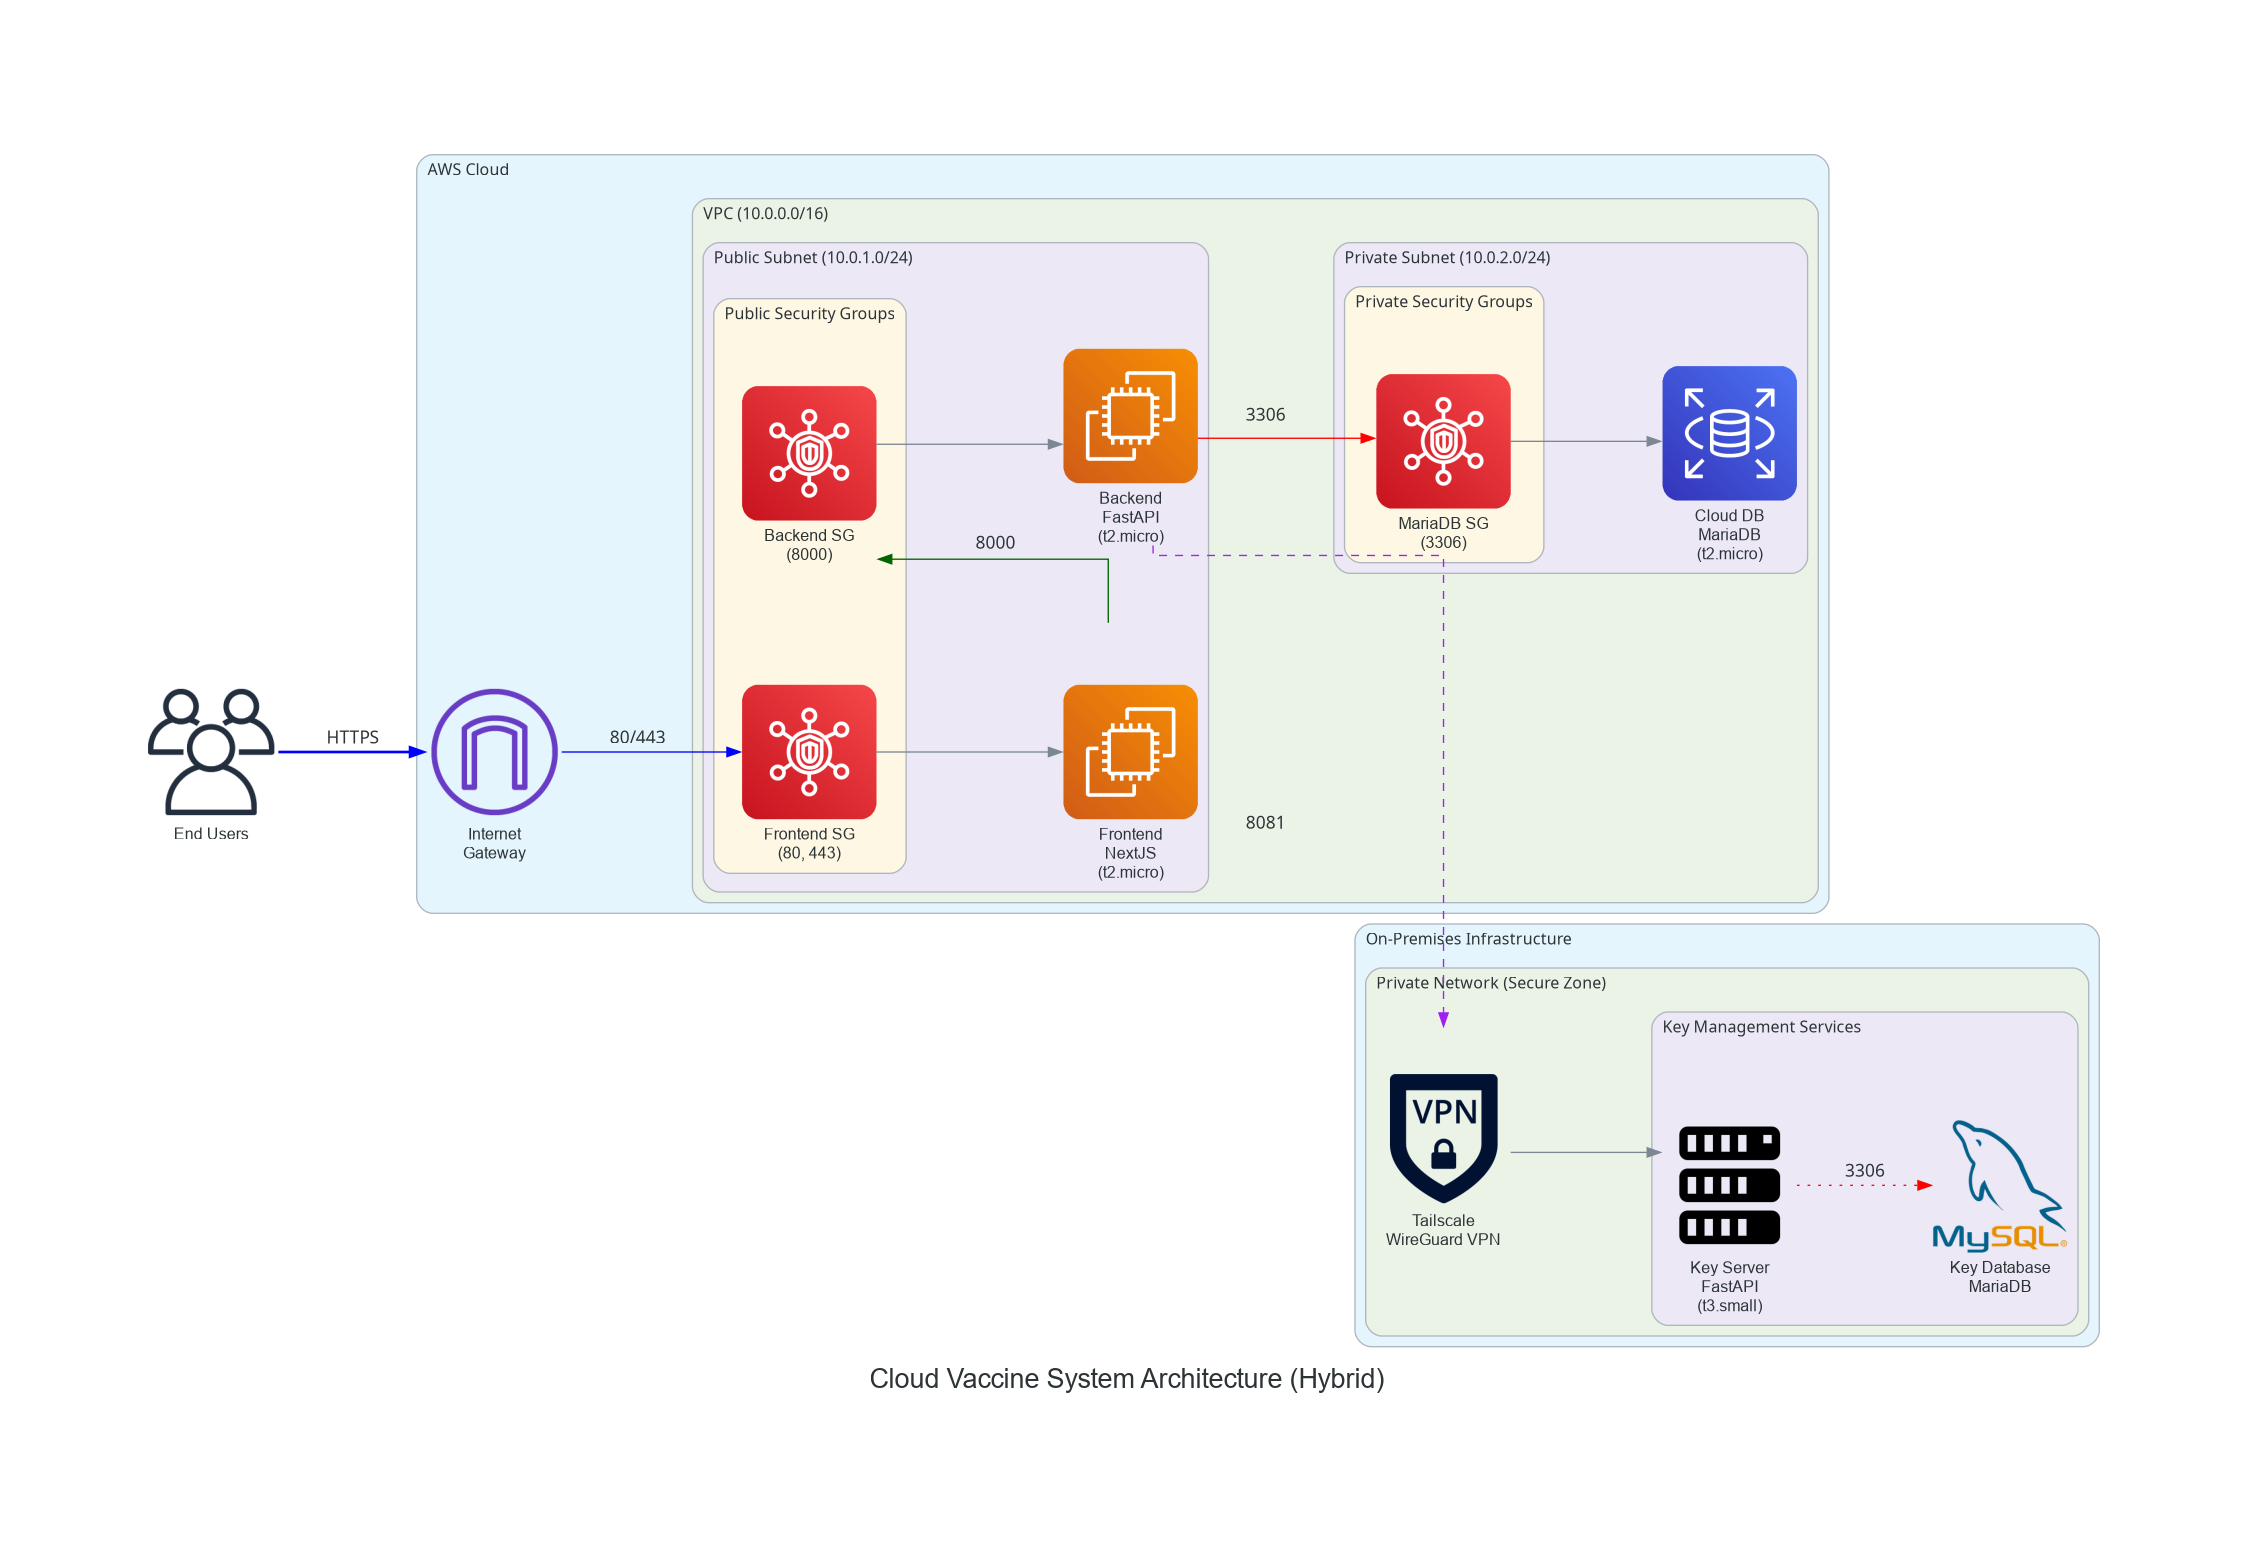 AWS Cloud
VPC (10.0.0.0/16)
Public Subnet (10.0.1.0/24)
Private Subnet (10.0.2.0/24)
Public Security Groups
Private Security Groups
Backend SG
(8000)
Backend
FastAPI
(t2.micro)
3306
MariaDB SG
(3306)
Cloud DB
MariaDB
(t2.micro)
8000
End Users
HTTPS
Internet
Gateway
80/443
Frontend SG
(80, 443)
Frontend
NextJS
(t2.micro)
8081
On-Premises Infrastructure
Private Network (Secure Zone)
Key Management Services
VPN
Tailscale
WireGuard VPN
Key Server
FastAPI
(t3.small)
3306
MySQL®
Key Database
MariaDB
Cloud Vaccine System Architecture (Hybrid)